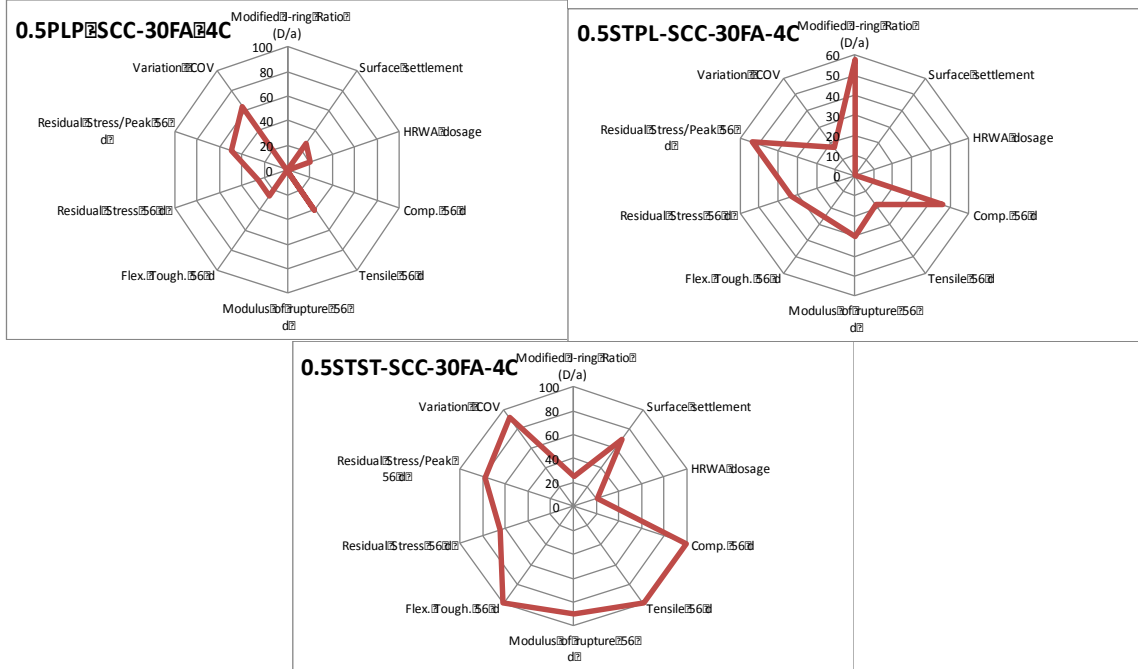 0.5PLP⍰SCC-30FA⍰4C
Modified⍰J-ring⍰Ratio⍰
(D/a)
Surface⍰settlement
HRWA⍰dosage
Comp.⍰56⍰d
Tensile⍰56⍰d
Modulus⍰of⍰rupture⍰56⍰
d⍰
Flex.⍰Tough.⍰56⍰d
Residual⍰Stress⍰56⍰d⍰
Residual⍰Stress/Peak⍰56⍰
d⍰
Variation⍰COV
100
80
60
40
20
0
0.5STPL-SCC-30FA-4C
Modified⍰J-ring⍰Ratio⍰
(D/a)
Surface⍰settlement
HRWA⍰dosage
Comp.⍰56⍰d
Tensile⍰56⍰d
Modulus⍰of⍰rupture⍰56⍰
d⍰
Flex.⍰Tough.⍰56⍰d
Residual⍰Stress⍰56⍰d⍰
Residual⍰Stress/Peak⍰56⍰
d⍰
Variation⍰COV
60
50
40
30
20
10
0
0.5STST-SCC-30FA-4C
Modified⍰J-ring⍰Ratio⍰
(D/a)
Surface⍰settlement
HRWA⍰dosage
Comp.⍰56⍰d
Tensile⍰56⍰d
Modulus⍰of⍰rupture⍰56⍰
d⍰
Flex.⍰Tough.⍰56⍰d
Residual⍰Stress⍰56⍰d⍰
Residual⍰Stress/Peak⍰
56⍰d⍰
Variation⍰COV
100
80
60
40
20
0